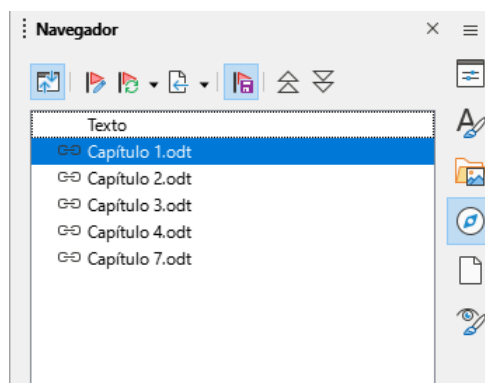 Navegador
Texto
Capítulo 1.odt
Capítulo 2.odt
Capítulo 3.odt
Capítulo 4.odt
Capítulo 7.odt